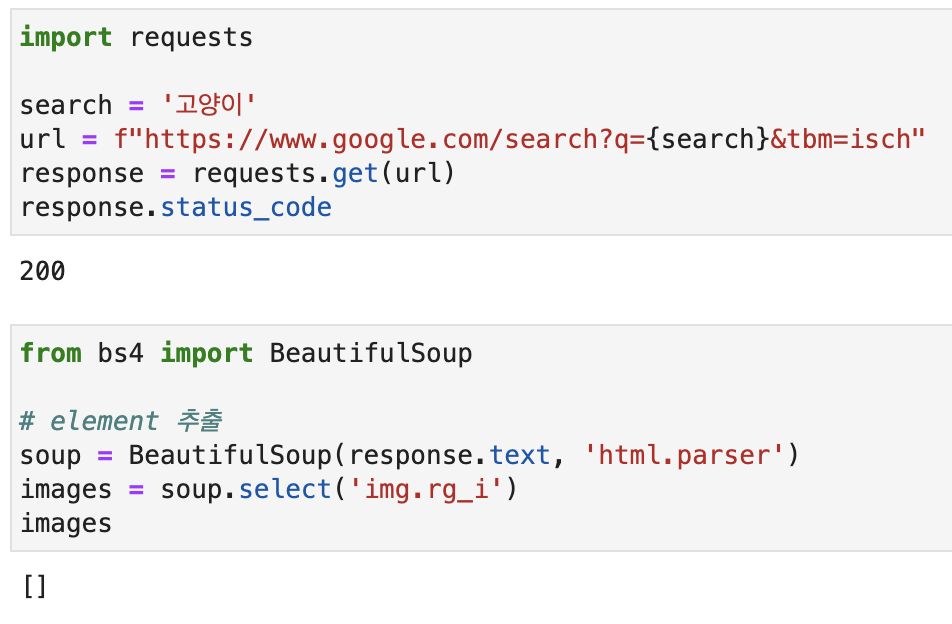 import requests
search = '고양이'
url = f"https://www.google.com/search?q={search}&tbm=isch"
response = requests.get(url)
response.status_code
200
from bs4 import BeautifulSoup
# element 추출
soup = BeautifulSoup(response.text, 'html.parser')
images = soup.select('img.rg_i')
images
[]